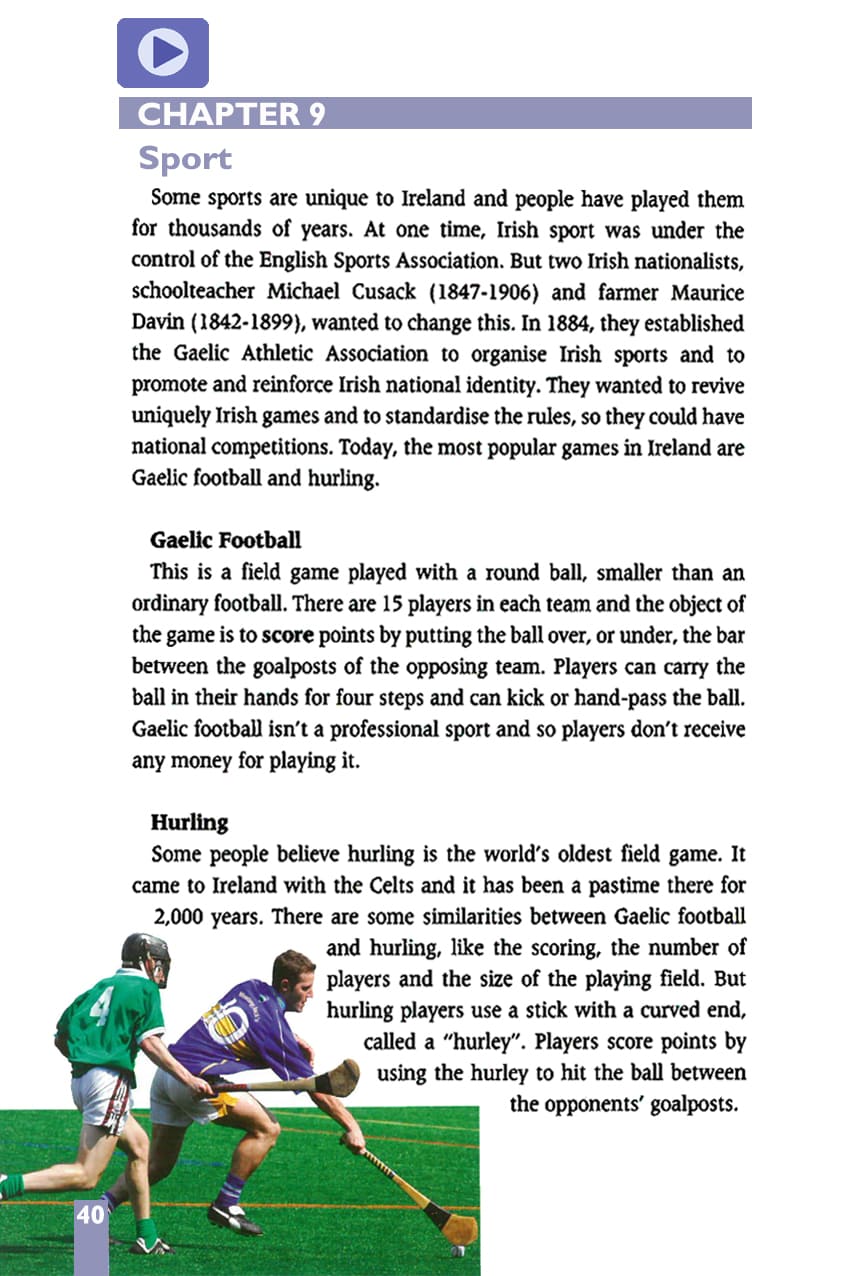 CHAPTER 9
Sport
Some sports are unique to Ireland and people have played them
for thousands of years. At one time, Irish sport was under the
control of the English Sports Association. But two Irish nationalists,
schoolteacher Michael Cusack (1847-1906) and farmer Maurice
Davin (1842-1899), wanted to change this. In 1884, they established
the Gaelic Athletic Association to organise Irish sports and to
promote and reinforce Irish national identity. They wanted to revive
uniquely Irish games and to standardise the rules, so they could have
national competitions. Today, the most popular games in Ireland are
Gaelic football and hurling.
Gaelic Football
This is a field game played with a round ball, smaller than an
ordinary football. There are 15 players in each team and the object of
the game is to score points by putting the ball over, or under, the bar
between the goalposts of the opposing team. Players can carry the
ball in their hands for four steps and can kick or hand-pass the ball.
Gaelic football isn't a professional sport and so players don't receive
any money for playing it.
Hurling
Some people believe hurling is the world's oldest field game. It
came to Ireland with the Celts and it has been a pastime there for
2,000 years. There are some similarities between Gaelic football
and hurling, like the scoring, the number of
players and the size of the playing field. But
hurling players use a stick with a curved end,
called a "hurley". Players score points by
using the hurley to hit the ball between
the opponents' goalposts.
4
10
40